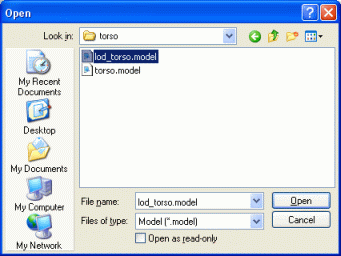 Open
Look in: torso
lod_torso.model
torso.model
My Recent
Documents
Desktop
My Documents
My Computer
My Network
File name: lod_torso.model Open
Files of type: Model (*.model) Cancel
Open as read-only